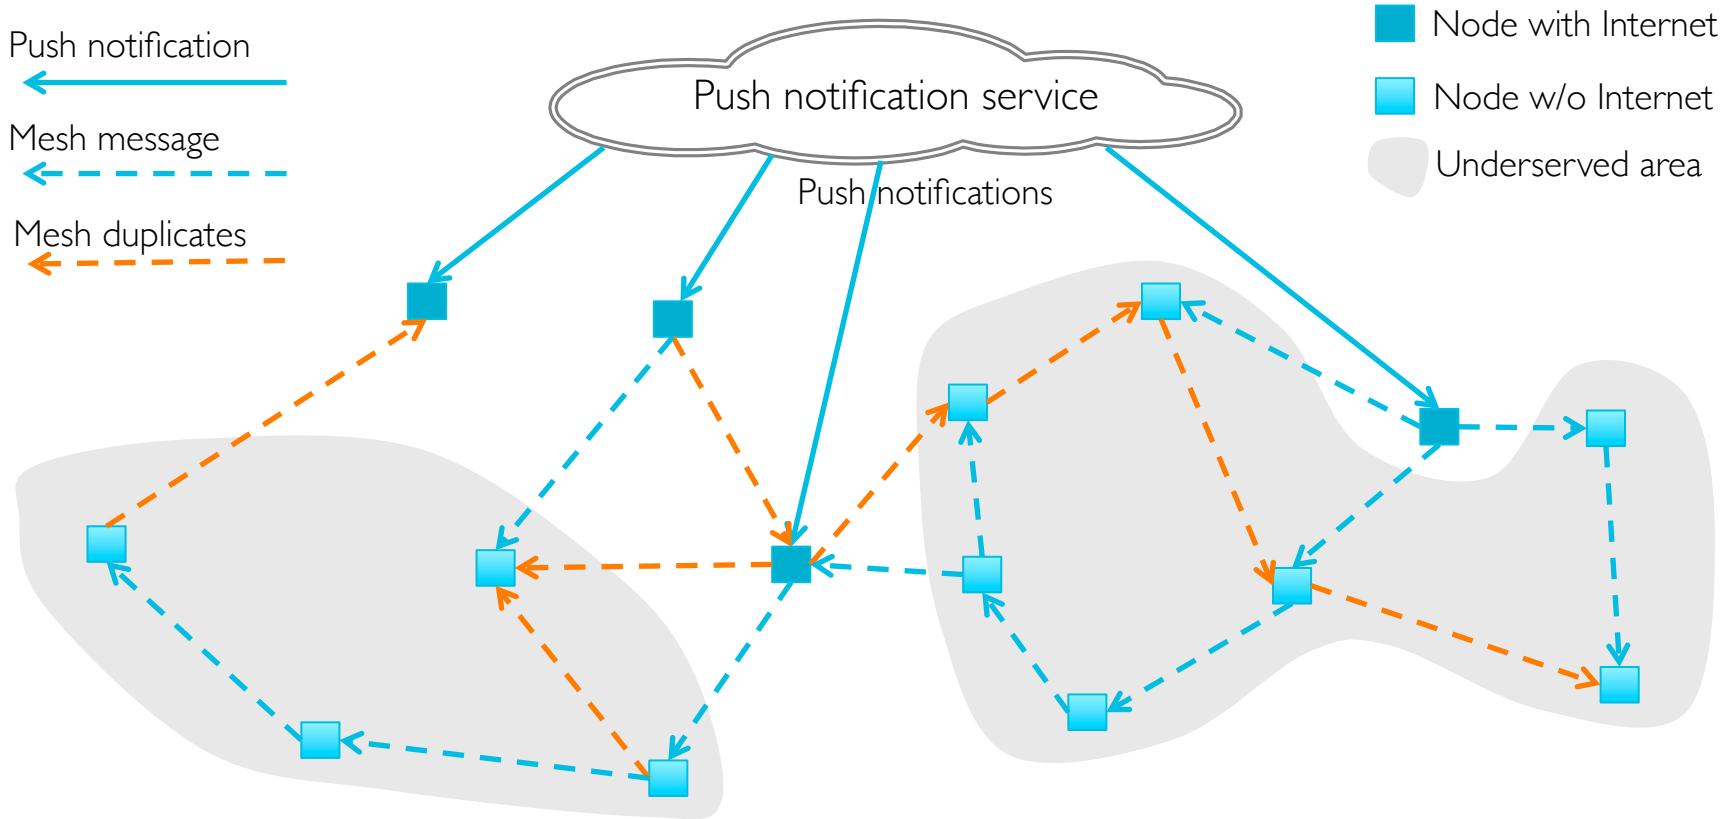 Push notification
Mesh message
Mesh duplicates
Push notification service
Push notifications
Node with Internet
Node w/o Internet
Underserved area